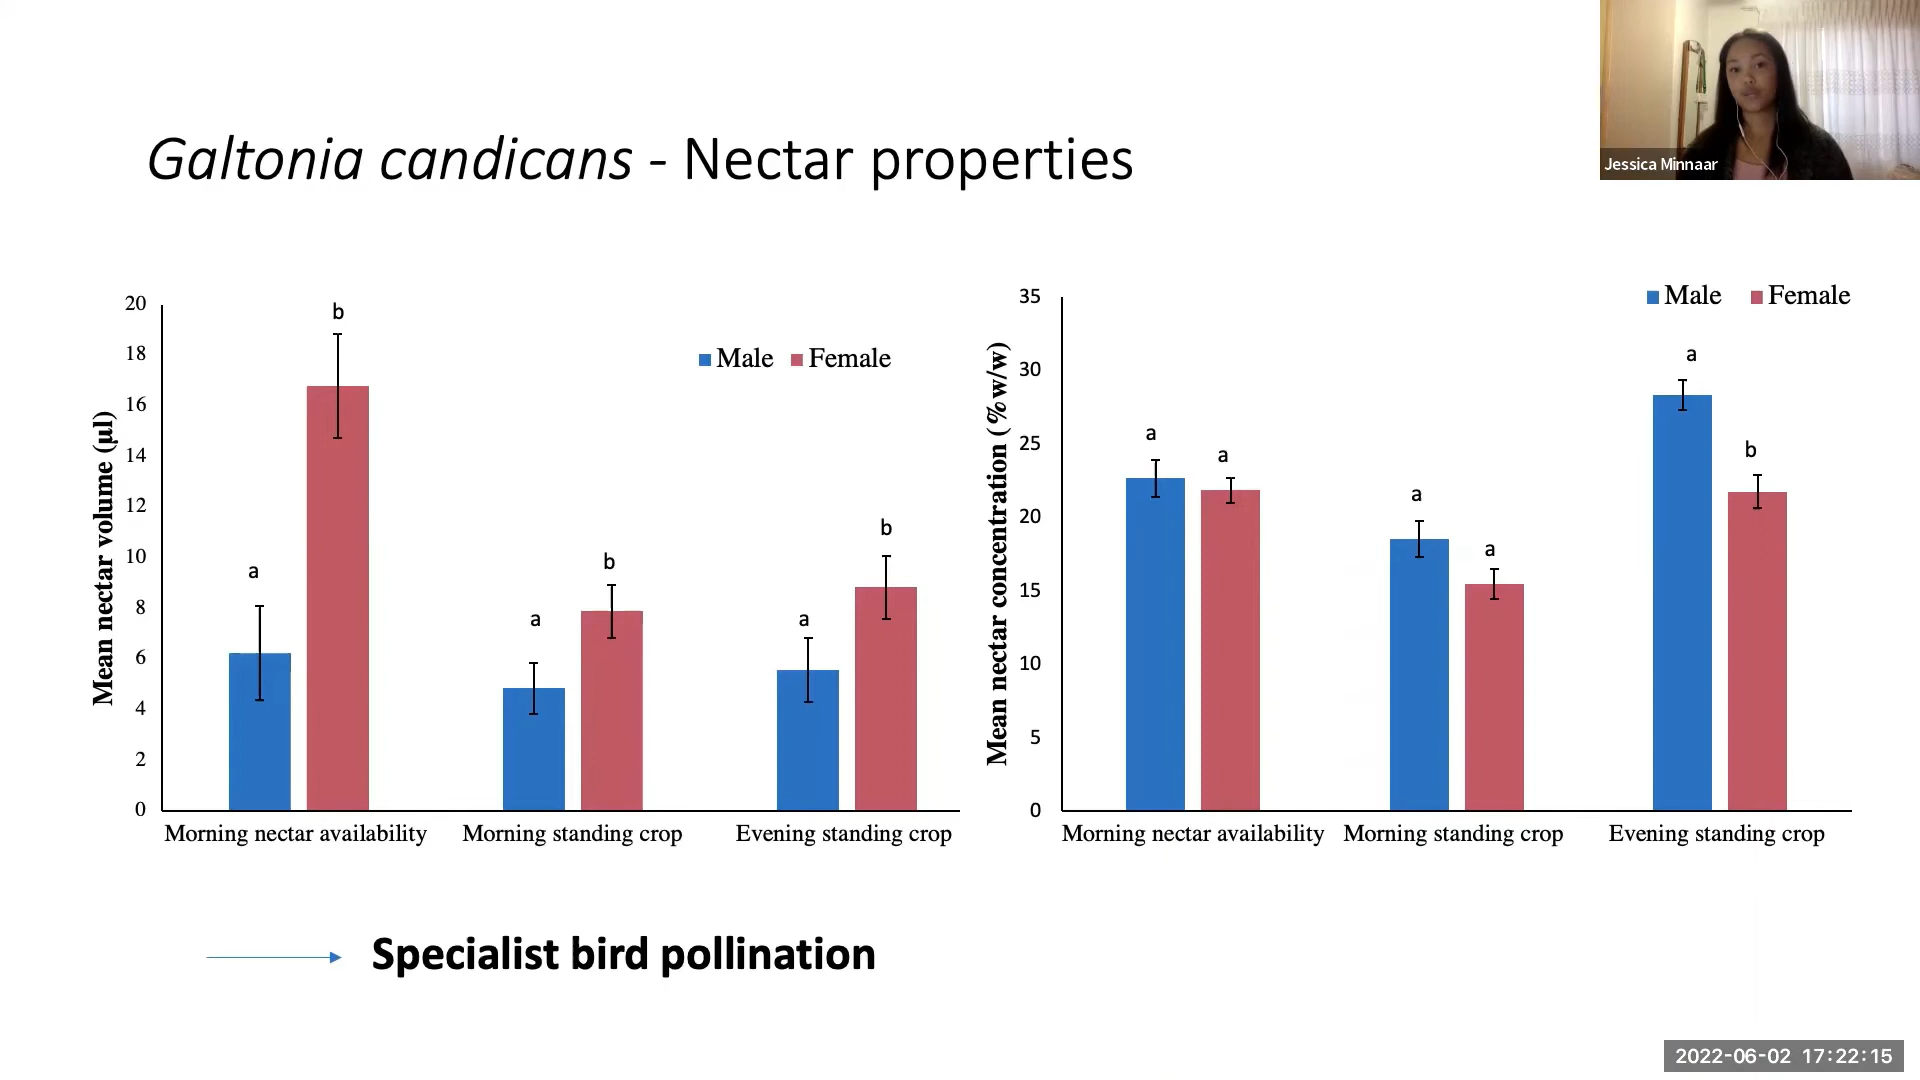 Jessica Minnaar
Galtonia candicans - Nectar properties
Mean nectar volume (µl)
20
18
16
14
12
10
8
6
4
2
0
Male Female
b
a
b
a
b
a
Morning nectar availability Morning standing crop Evening standing crop
Mean nectar concentration (%w/w)
35
30
25
20
15
10
5
0
Male Female
a
a
a
a
a
b
Morning nectar availability Morning standing crop Evening standing crop
Specialist bird pollination
2022-06-02 17:22:15